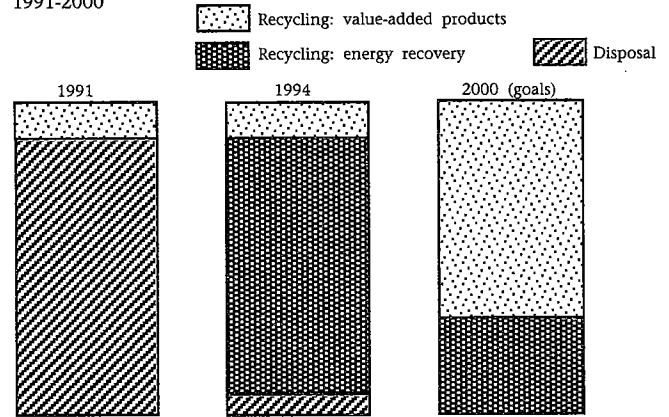 1991-2000
Recycling: value-added products
Recycling: energy recovery
Disposal
1991
1994
2000 (goals)